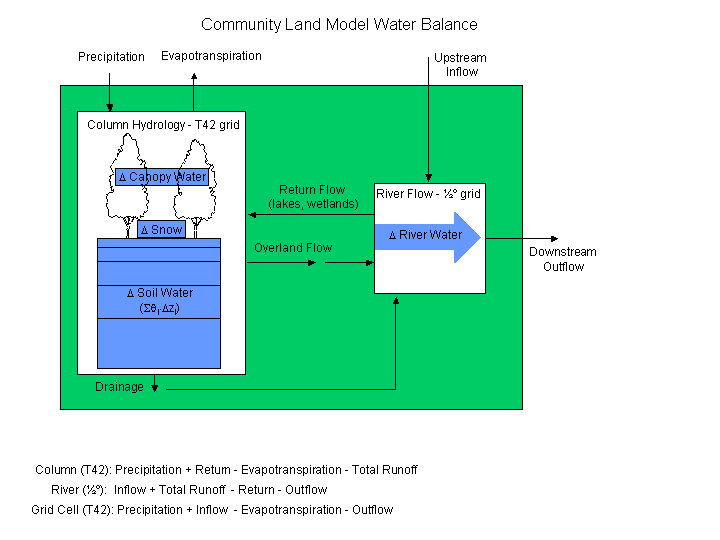 Community Land Model Water Balance
Precipitation
Evapotranspiration
Upstream
Inflow
Column Hydrology - T42 grid
Δ Canopy Water
Δ Snow
Δ Soil Water
(Σθi·Δzi)
Return Flow
(lakes, wetlands)
River Flow - ½° grid
Δ River Water
Overland Flow
Downstream
Outflow
Drainage
Column (T42): Precipitation + Return - Evapotranspiration - Total Runoff
River (½°): Inflow + Total Runoff - Return - Outflow
Grid Cell (T42): Precipitation + Inflow - Evapotranspiration - Outflow